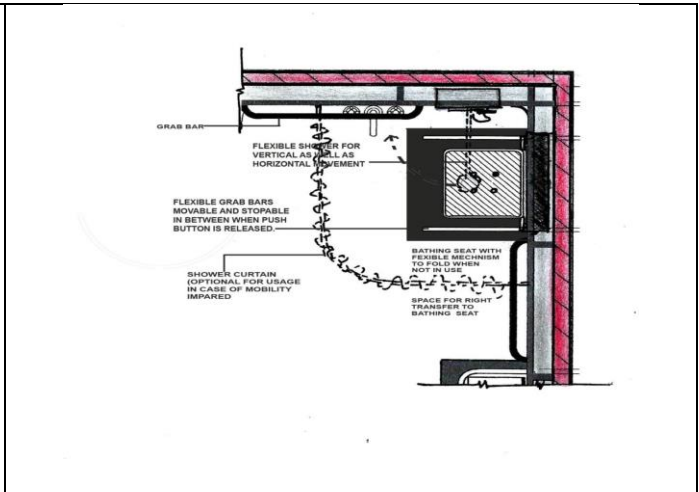 GRAB BAR
FLEXIBLE SHOWER FOR
VERTICAL AS WELL AS
HORIZONTAL MOVEMENT
FLEXIBLE GRAB BARS
MOVABLE AND STOPABLE
IN BETWEEN WHEN PUSH
BUTTON IS RELEASED.
BATHING SEAT WITH
FEXIBLE MECHNISM
TO FOLD WHEN
NOT IN USE
SHOWER CURTAIN
(OPTIONAL FOR USAGE
IN CASE OF MOBILITY
IMPARED
SPACE FOR RIGHT
TRANSFER TO
BATHING SEAT